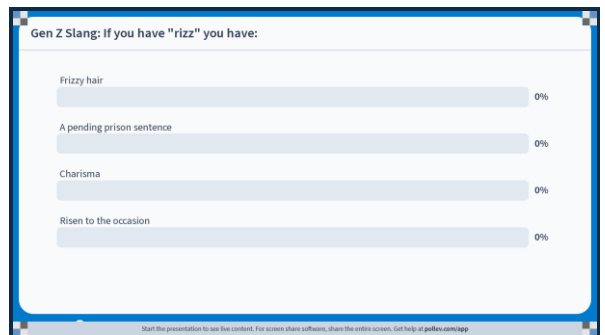 Gen Z Slang: If you have "rizz" you have:
Frizzy hair
0%
A pending prison sentence
0%
Charisma
0%
Risen to the occasion
0%
Start the presentation to see live content. For screen share software, share the entire screen. Get help at pollev.com/app